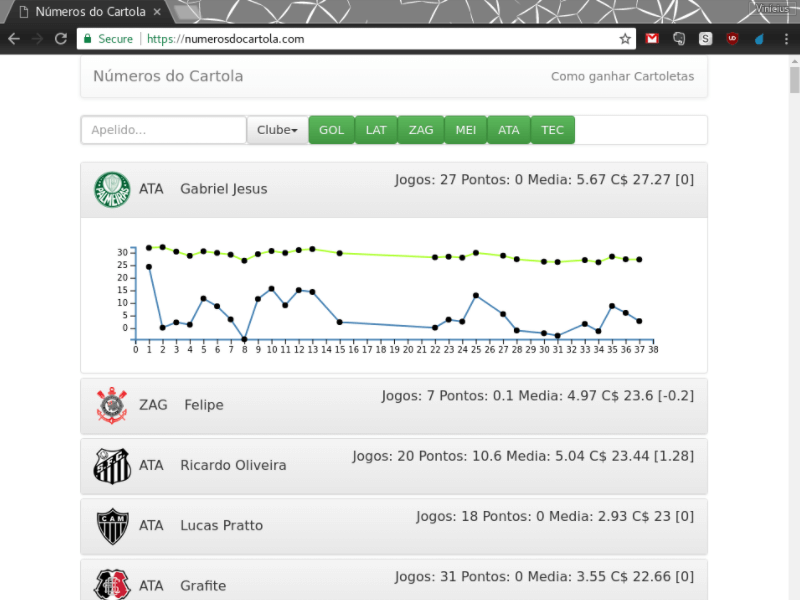 Números do Cartola
Vinicius
Secure https://numerosdocartola.com
Números do Cartola Como ganhar Cartoletas
Apelido... Clube GOL LAT ZAG MEI ATA TEC
PALMEIRAS ATA Gabriel Jesus Jogos: 27 Pontos: 0 Media: 5.67 C$ 27.27 [0]
30
25
20
15
10
5
0
0 1 2 3 4 5 6 7 8 9 10 11 12 13 14 15 16 17 18 19 20 21 22 23 24 25 26 27 28 29 30 31 32 33 34 35 36 37 38
ZAG Felipe Jogos: 7 Pontos: 0.1 Media: 4.97 C$ 23.6 [-0.2]
ATA Ricardo Oliveira Jogos: 20 Pontos: 10.6 Media: 5.04 C$ 23.44 [1.28]
CAM ATA Lucas Pratto Jogos: 18 Pontos: 0 Media: 2.93 C$ 23 [0]
ATA Grafite Jogos: 31 Pontos: 0 Media: 3.55 C$ 22.66 [0]